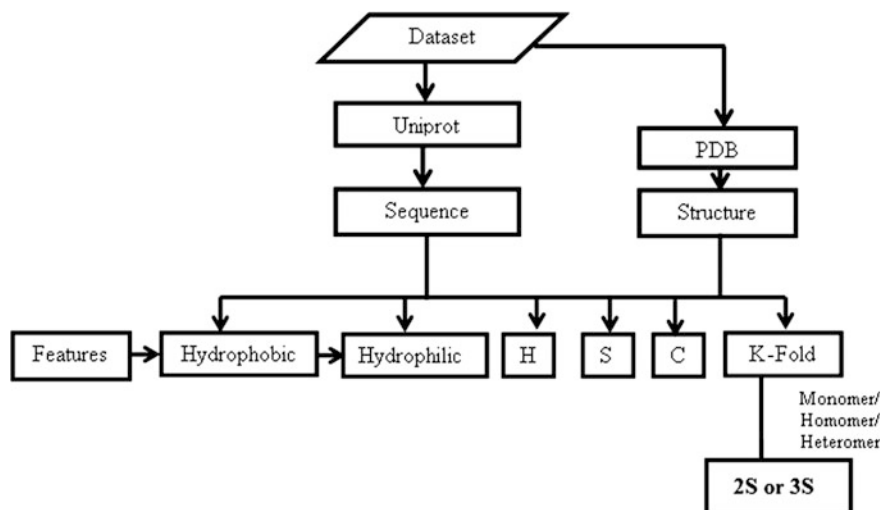 Dataset
Uniprot
PDB
Sequence
Structure
Features
Hydrophobic
Hydrophilic
H
S
C
K-Fold
Monomer/
Homomer/
Heteromer
2S or 3S